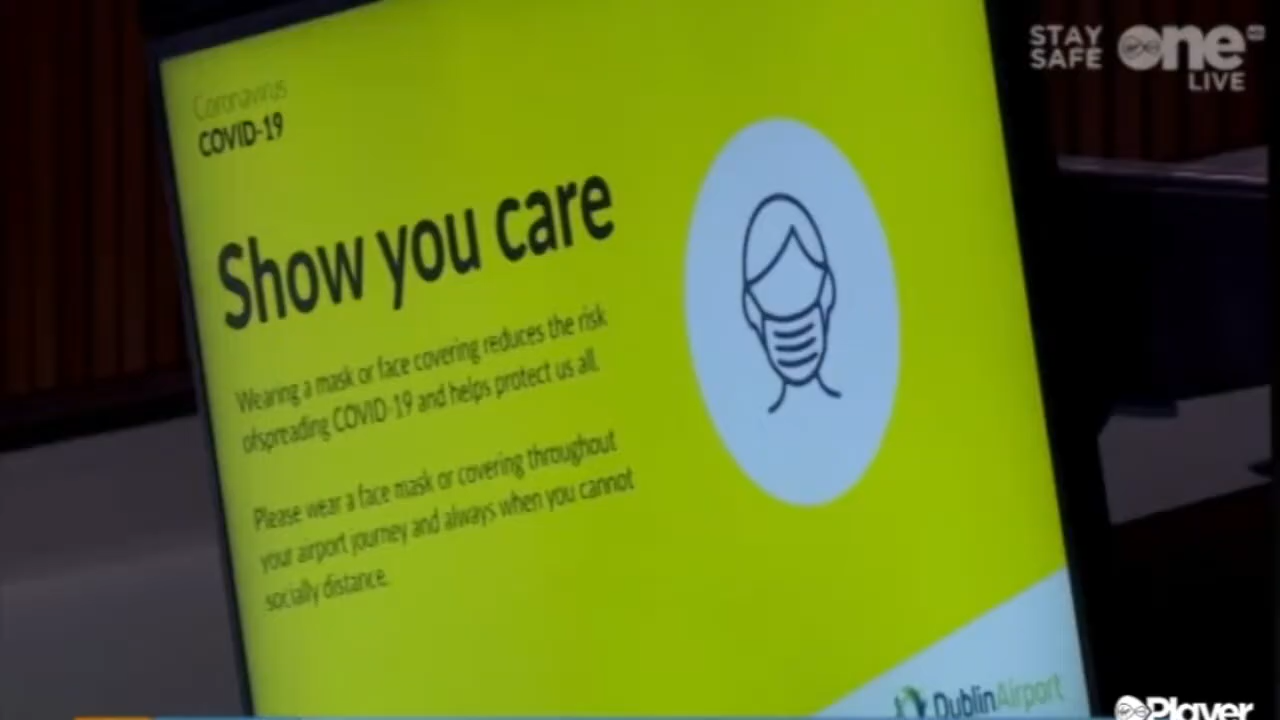 STAY
SAFE
one
LIVE
Coronavirus
COVID-19
Show you care
Wearing a mask or face covering reduces the risk
ofspreading COVID-19 and helps protect us all.
Please wear a face mask or covering throughout
your airport journey and always when you cannot
socially distance.
DublinAirport
Player